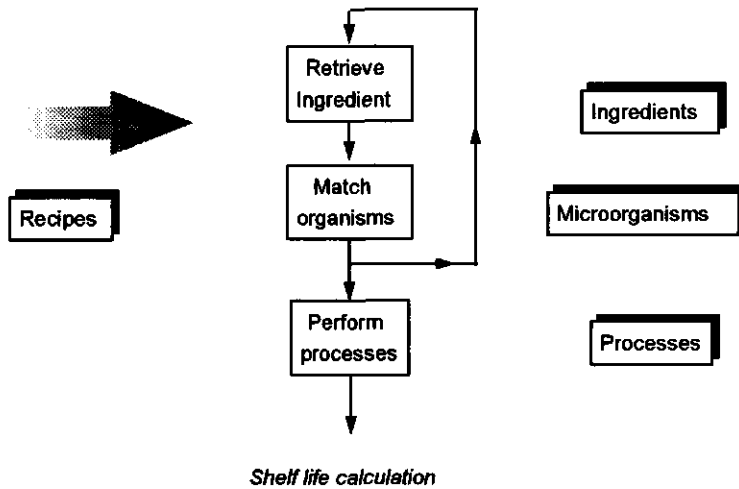 Retrieve
Ingredient
Ingredients
Match
organisms
Recipes
Microorganisms
Perform
processes
Processes
Shelf life calculation